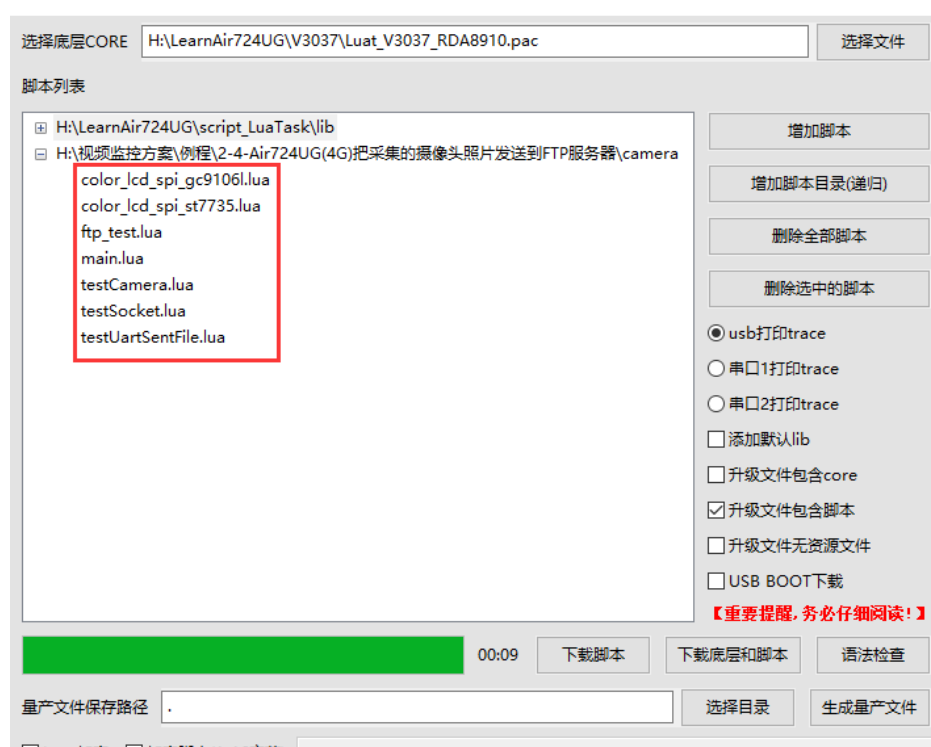 选择底层CORE H:\LearnAir724UG\V3037\Luat_V3037_RDA8910.pac 选择文件
脚本列表
H:\LearnAir724UG\script_LuaTask\lib
H:\视频监控方案\例程\2-4-Air724UG(4G)把采集的摄像头照片发送到FTP服务器\camera
color_lcd_spi_gc9106l.lua
color_lcd_spi_st7735.lua
ftp_test.lua
main.lua
testCamera.lua
testSocket.lua
testUartSentFile.lua
增加脚本
增加脚本目录(递归)
删除全部脚本
删除选中的脚本
usb打印trace
串口1打印trace
串口2打印trace
添加默认lib
升级文件包含core
升级文件包含脚本
升级文件无资源文件
USB BOOT下载
【重要提醒,务必仔细阅读!】
00:09 下载脚本 下载底层和脚本 语法检查
量产文件保存路径 . 选择目录 生成量产文件